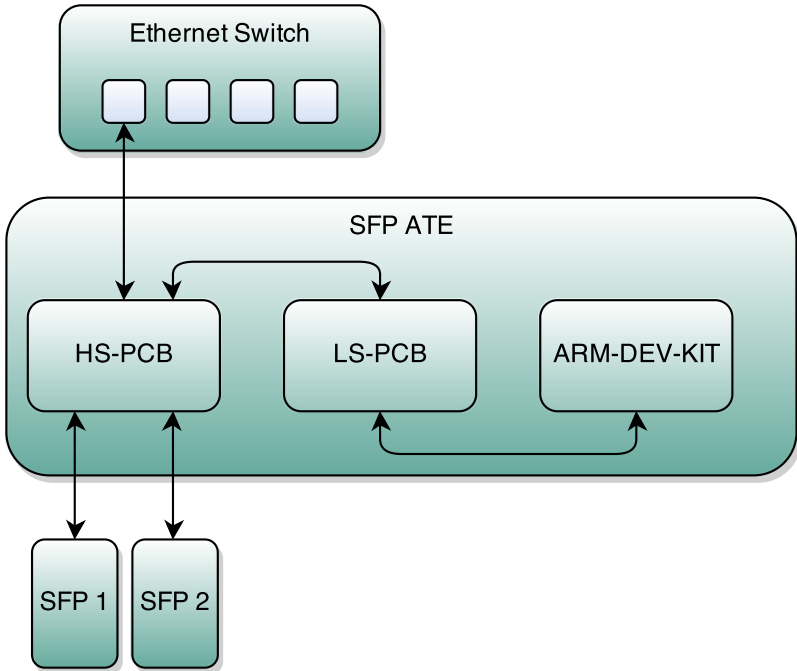 Ethernet Switch
SFP ATE
HS-PCB
LS-PCB
ARM-DEV-KIT
SFP 1
SFP 2